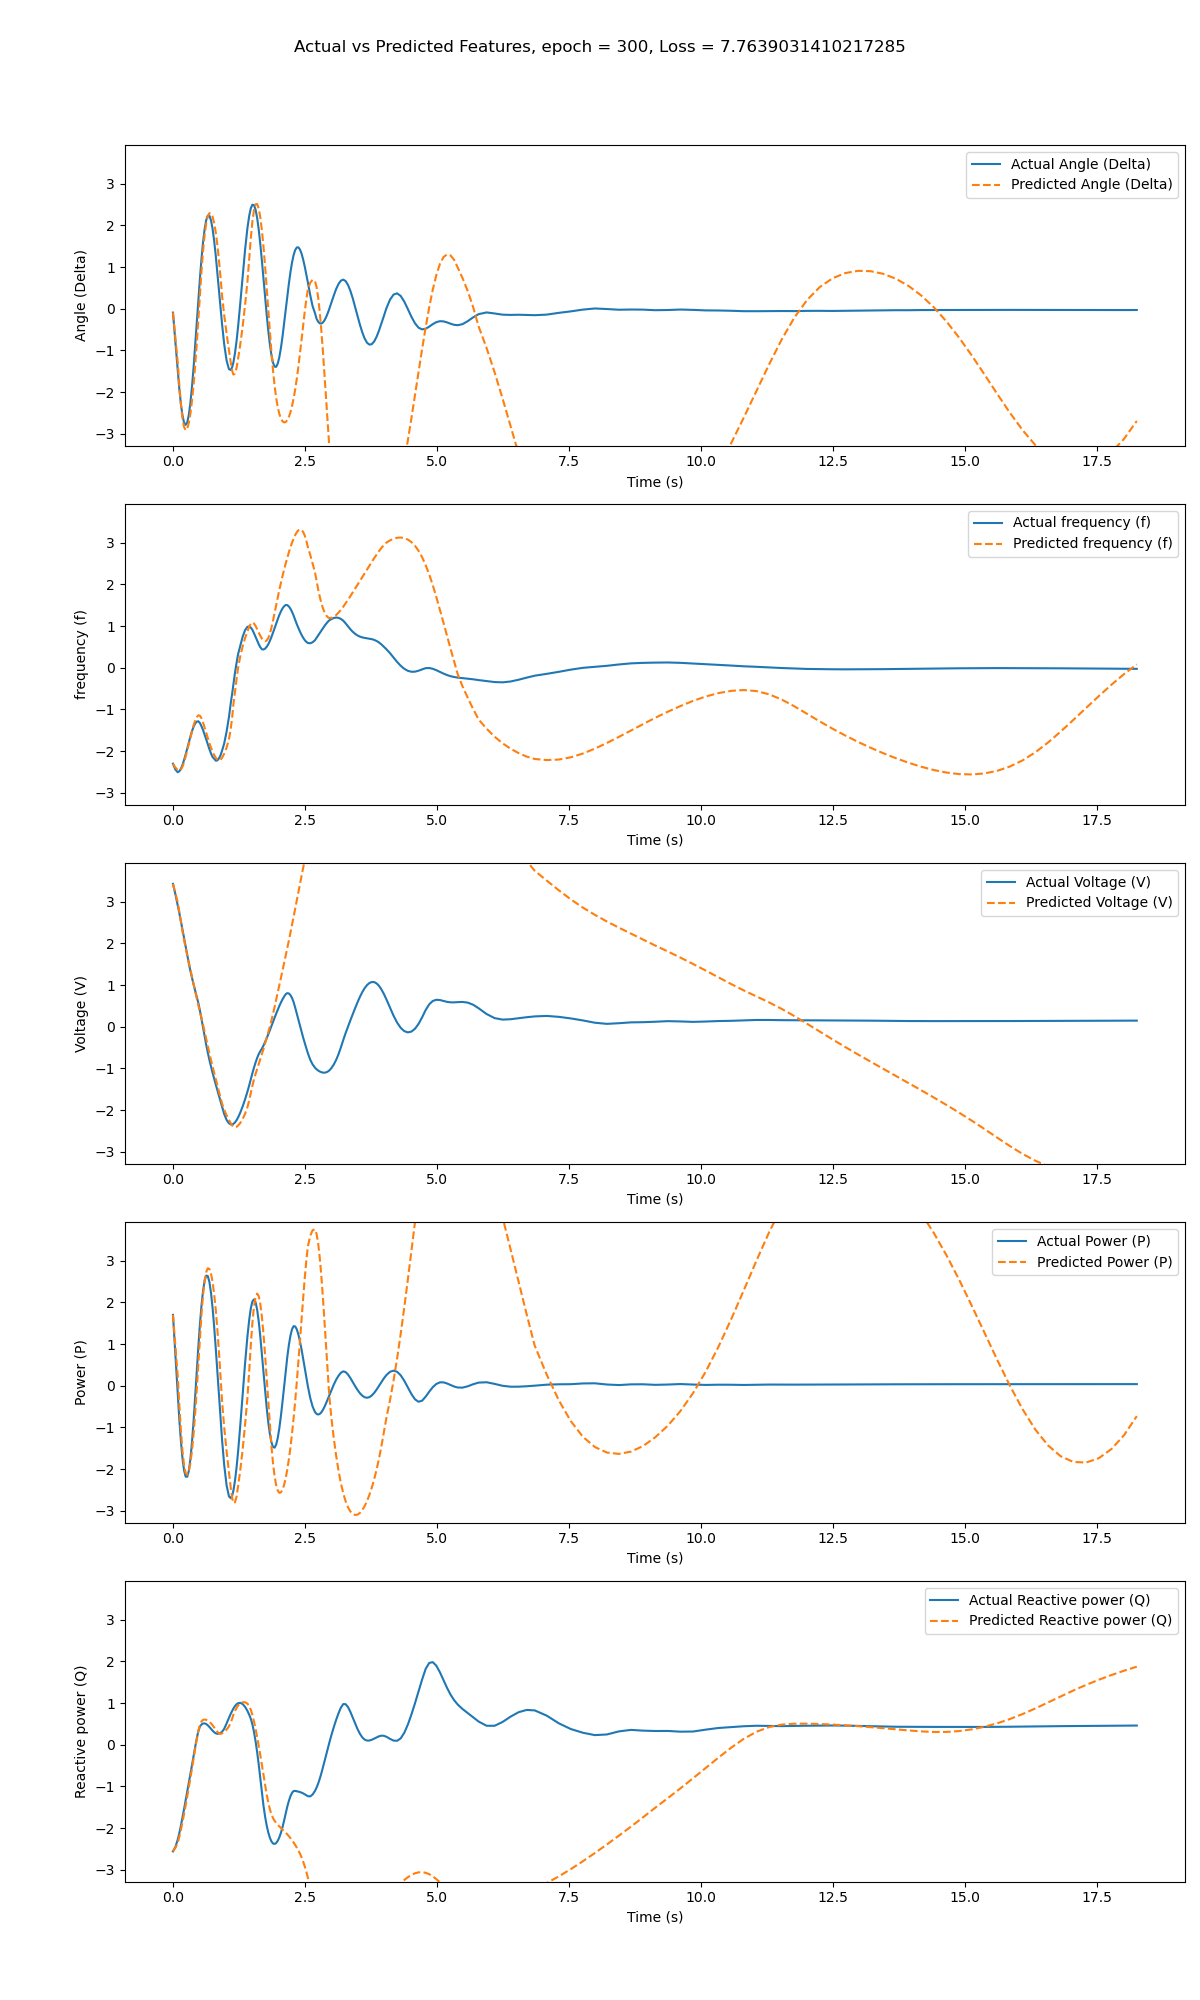 Actual vs Predicted Features, epoch = 300, Loss = 7.7639031410217285
Actual Angle (Delta)
Predicted Angle (Delta)
Angle (Delta)
3
2
1
0
−1
−2
−3
0.0 2.5 5.0 7.5 10.0 12.5 15.0 17.5
Time (s)
Actual frequency (f)
Predicted frequency (f)
frequency (f)
3
2
1
0
−1
−2
−3
0.0 2.5 5.0 7.5 10.0 12.5 15.0 17.5
Time (s)
Actual Voltage (V)
Predicted Voltage (V)
Voltage (V)
3
2
1
0
−1
−2
−3
0.0 2.5 5.0 7.5 10.0 12.5 15.0 17.5
Time (s)
Actual Power (P)
Predicted Power (P)
Power (P)
3
2
1
0
−1
−2
−3
0.0 2.5 5.0 7.5 10.0 12.5 15.0 17.5
Time (s)
Actual Reactive power (Q)
Predicted Reactive power (Q)
Reactive power (Q)
3
2
1
0
−1
−2
−3
0.0 2.5 5.0 7.5 10.0 12.5 15.0 17.5
Time (s)